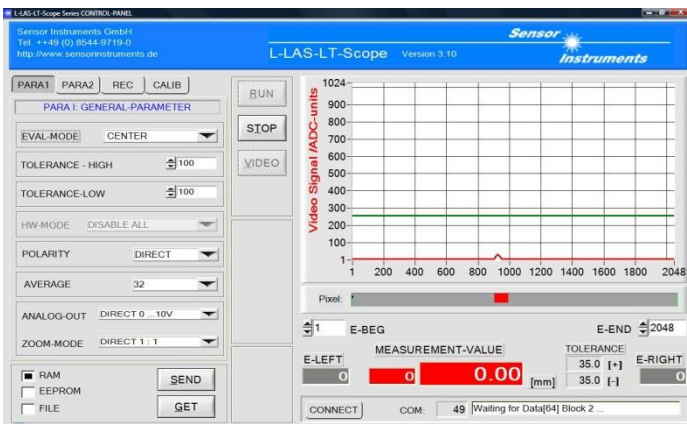 L-LAS-LT-Scope Series CONTROL-PANEL
Sensor Instruments GmbH
Tel. ++49 (0) 8544-9719-0
http://www.sensorinstruments.de
L-LAS-LT-Scope Version 3.10
Sensor
Instruments
PARA1 PARA2 REC CALIB
PARA I: GENERAL-PARAMETER
EVAL-MODE CENTER
TOLERANCE - HIGH 100
TOLERANCE-LOW 100
HW-MODE DISABLE ALL
POLARITY DIRECT
AVERAGE 32
ANALOG-OUT DIRECT 0 ...10V
ZOOM-MODE DIRECT 1 : 1
RAM
EEPROM
FILE
SEND
GET
RUN
STOP
VIDEO
Video Signal /ADC-units
1024
900
800
700
600
500
400
300
200
100
1
1 200 400 600 800 1000 1200 1400 1600 1800 2048
Pixel:
1 E-BEG E-END 2048
MEASUREMENT-VALUE TOLERANCE
E-LEFT E-RIGHT
0 0 0.00 [mm] 35.0 [+] 0
35.0 [-]
CONNECT COM: 49 Waiting for Data[64] Block 2 ...